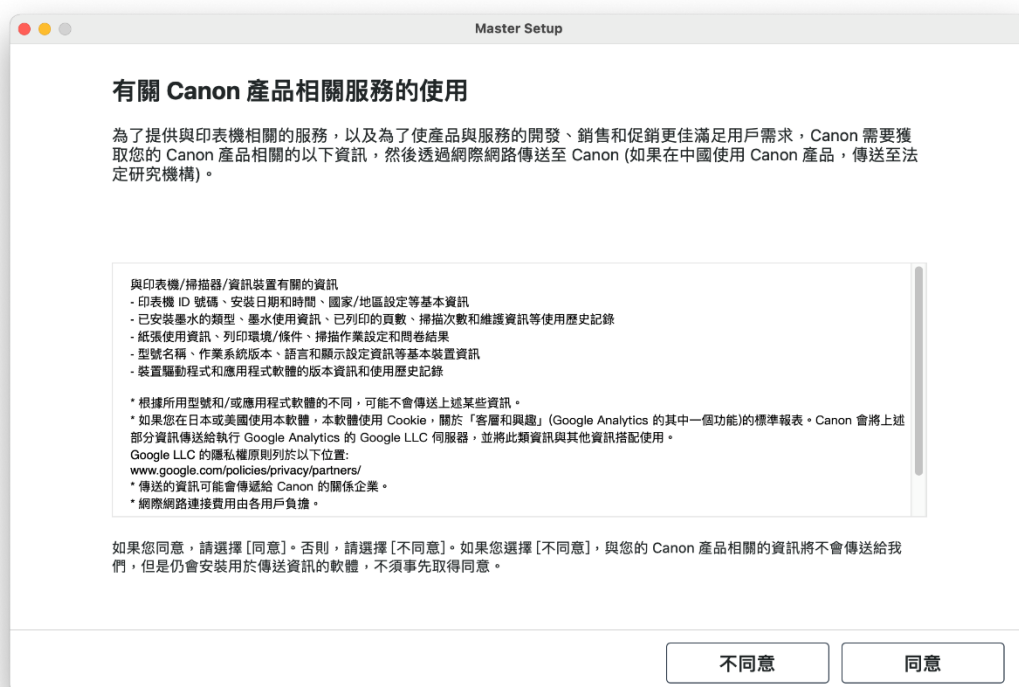 Master Setup
有關 Canon 產品相關服務的使用
為了提供與印表機相關的服務，以及為了使產品與服務的開發、銷售和促銷更佳滿足用戶需求，Canon 需要獲
取您的 Canon 產品相關的以下資訊，然後透過網際網路傳送至 Canon (如果在中國使用 Canon 產品，傳送至法
定研究機構)。
與印表機/掃描器/資訊裝置有關的資訊
- 印表機 ID 號碼、安裝日期和時間、國家/地區設定等基本資訊
- 已安裝墨水的類型、墨水使用資訊、已列印的頁數、掃描次數和維護資訊等使用歷史記錄
- 紙張使用資訊、列印環境/條件、掃描作業設定和問卷結果
- 型號名稱、作業系統版本、語言和顯示設定資訊等基本裝置資訊
- 裝置驅動程式和應用程式軟體的版本資訊和使用歷史記錄
* 根據所用型號和/或應用程式軟體的不同，可能不會傳送上述某些資訊。
* 如果您在日本或美國使用本軟體，本軟體使用 Cookie，關於「客層和興趣」(Google Analytics 的其中一個功能)的標準報表。Canon 會將上述
部分資訊傳送給執行 Google Analytics 的 Google LLC 伺服器，並將此類資訊與其他資訊搭配使用。
Google LLC 的隱私權原則列於以下位置:
www.google.com/policies/privacy/partners/
* 傳送的資訊可能會傳遞給 Canon 的關係企業。
* 網際網路連接費用由各用戶負擔。
如果您同意，請選擇 [同意]。否則，請選擇 [不同意]。如果您選擇 [不同意]，與您的 Canon 產品相關的資訊將不會傳送給我
們，但是仍會安裝用於傳送資訊的軟體，不須事先取得同意。
不同意
同意